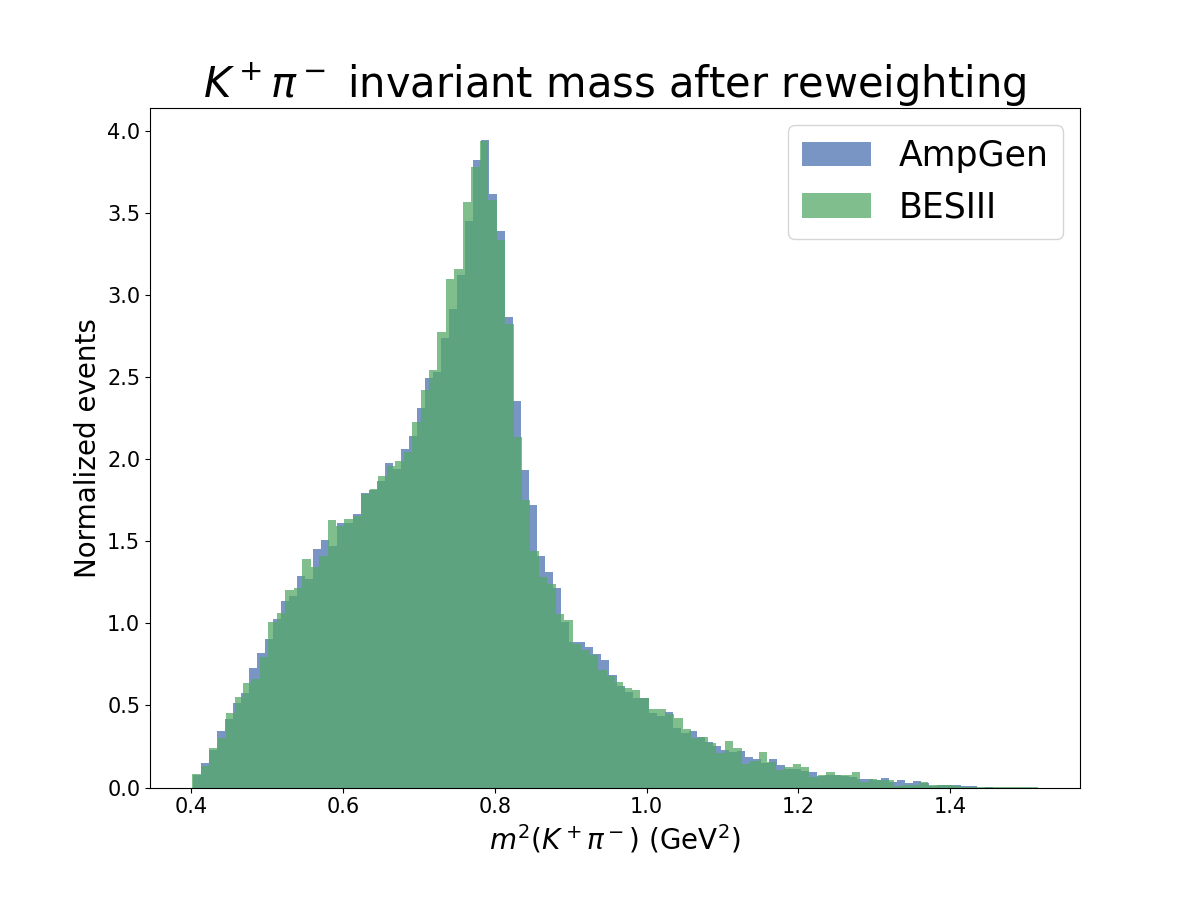 K⁺π⁻ invariant mass after reweighting
AmpGen
BESIII
4.0
3.5
3.0
2.5
2.0
1.5
1.0
0.5
0.0
Normalized events
0.4 0.6 0.8 1.0 1.2 1.4
m²(K⁺π⁻) (GeV²)